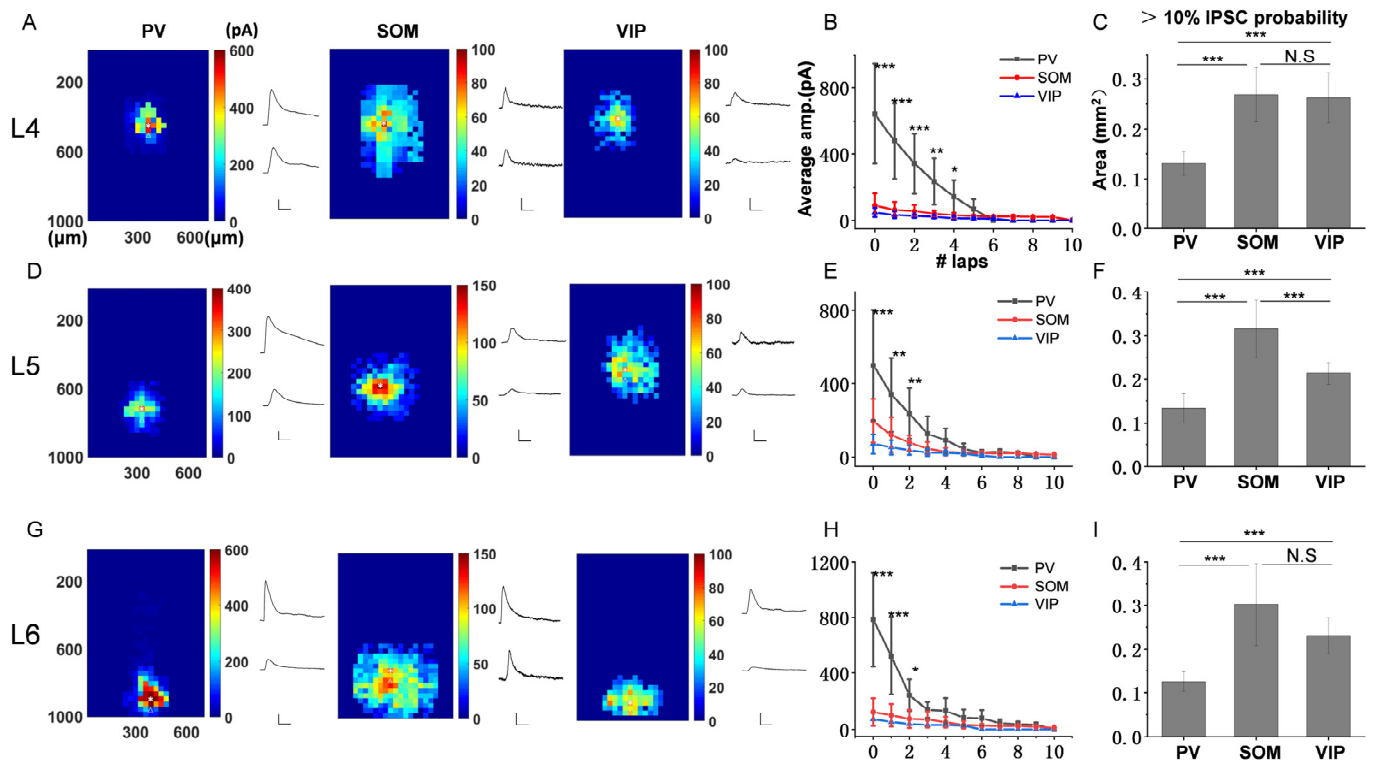 A
PV
(pA)
SOM
VIP
B
C
> 10% IPSC probability
L4
200
600
1000
(μm)
300
600
(μm)
600
400
200
0
100
80
60
40
20
0
100
80
60
40
20
0
Average amp.(pA)
800
400
0
***
***
***
**
*
PV
SOM
VIP
0
2
4
6
8
10
# laps
Area (mm²)
0.3
0.2
0.1
0.0
***
***
N.S
PV
SOM
VIP
D
L5
200
600
1000
300
600
400
300
200
100
0
150
100
50
0
100
80
60
40
20
0
E
800
400
0
***
**
**
PV
SOM
VIP
0
2
4
6
8
10
F
0.4
0.3
0.2
0.1
0.0
***
***
***
PV
SOM
VIP
G
L6
200
600
1000
300
600
600
400
200
0
150
100
50
0
100
80
60
40
20
0
H
1200
800
400
0
***
***
*
PV
SOM
VIP
0
2
4
6
8
10
I
0.4
0.3
0.2
0.1
0.0
***
***
N.S
PV
SOM
VIP